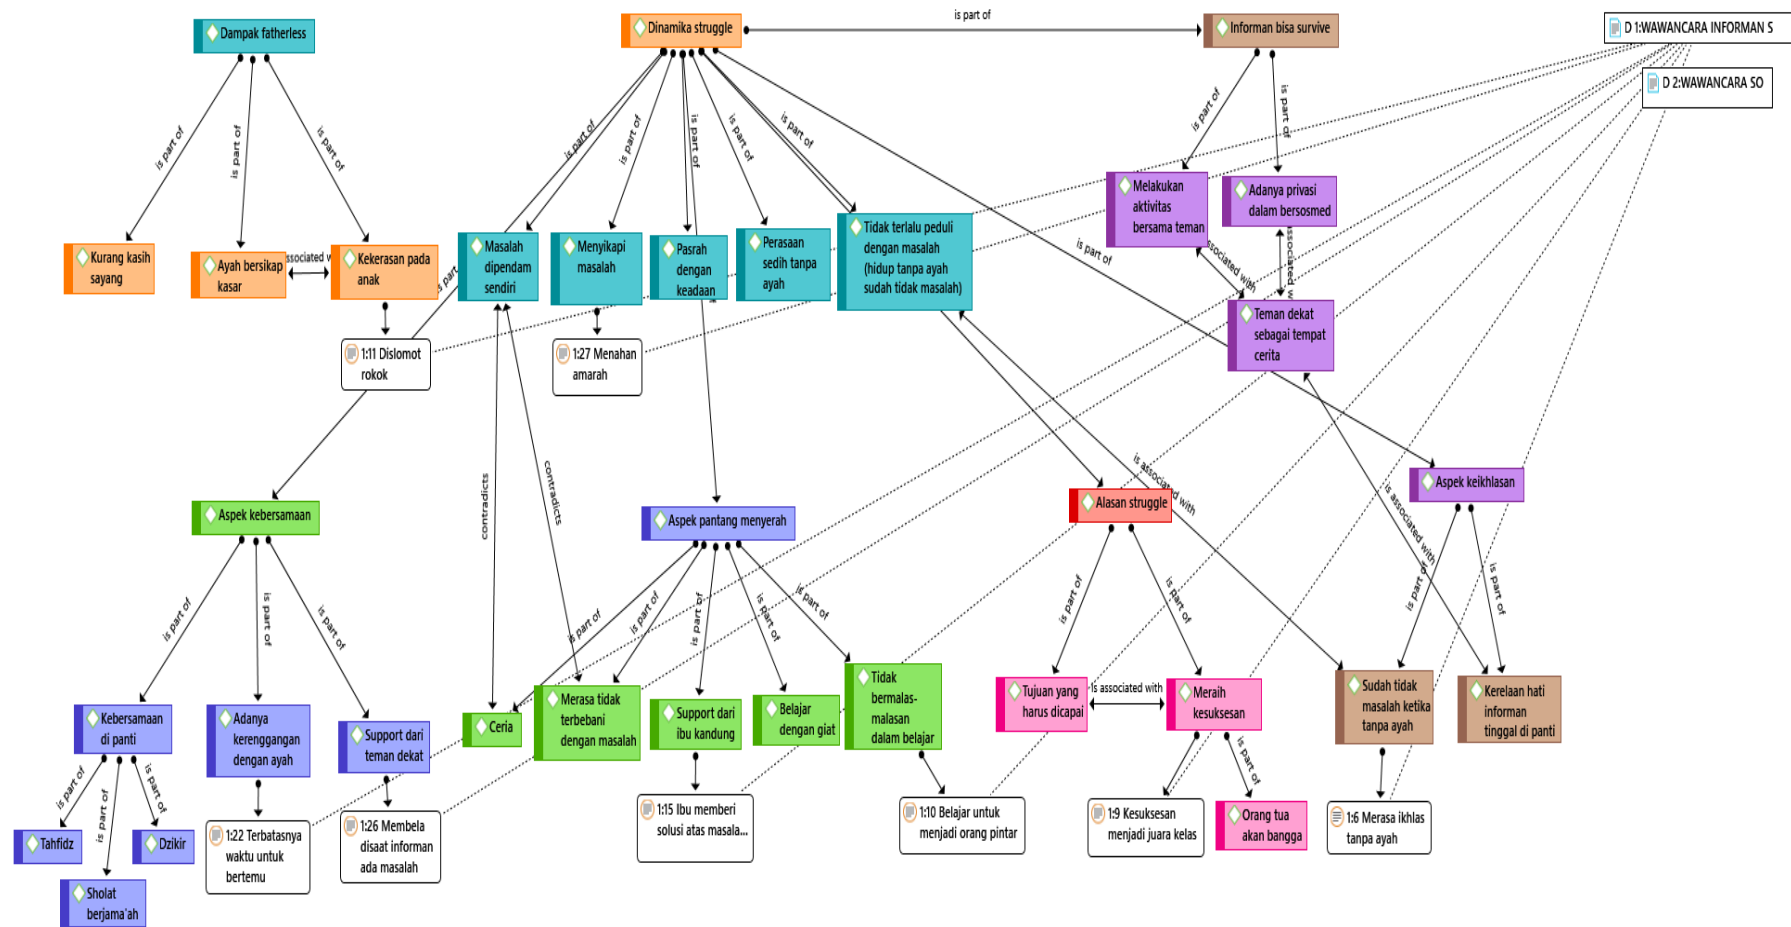 Dampak fatherless
Dinamika struggle
is part of
Informan bisa survive
D 1:WAWANCARA INFORMAN S
D 2:WAWANCARA SO
is part of
is part of
is part of
is part of
is part of
is part of
is part of
is part of
is part of
is part of
is part of
is part of
is part of
Kurang kasih
sayang
Ayah bersikap
kasar
ssociated w
Kekerasan pada
anak
Masalah
dipendam
sendiri
Menyikapi
masalah
Pasrah
dengan
keadaan
Perasaan
sedih tanpa
ayah
Tidak terlalu peduli
dengan masalah
(hidup tanpa ayah
sudah tidak masalah)
Melakukan
aktivitas
bersama teman
Adanya privasi
dalam bersosmed
ssociated with
ssociated w
Teman dekat
sebagai tempat
cerita
1:11 Dislomot
rokok
1:27 Menahan
amarah
contradicts
contradicts
is associated with
is associated with
Aspek kebersamaan
Aspek pantang menyerah
Alasan struggle
Aspek keikhlasan
is part of
is part of
is part of
is part of
is part of
is part of
is part of
is part of
is part of
is part of
is part of
is part of
Kebersamaan
di panti
Adanya
kerenggangan
dengan ayah
Support dari
teman dekat
Ceria
Merasa tidak
terbebani
dengan masalah
Support dari
ibu kandung
Belajar
dengan giat
Tidak
bermalas-
malasan
dalam belajar
Tujuan yang
harus dicapai
is associated with
Meraih
kesuksesan
Sudah tidak
masalah ketika
tanpa ayah
Kerelaan hati
informan
tinggal di panti
is part of
is part of
is part of
is part of
Tahfidz
Sholat
berjama'ah
Dzikir
1:22 Terbatasnya
waktu untuk
bertemu
1:26 Membela
disaat informan
ada masalah
1:15 Ibu memberi
solusi atas masala...
1:10 Belajar untuk
menjadi orang pintar
1:9 Kesuksesan
menjadi juara kelas
Orang tua
akan bangga
1:6 Merasa ikhlas
tanpa ayah